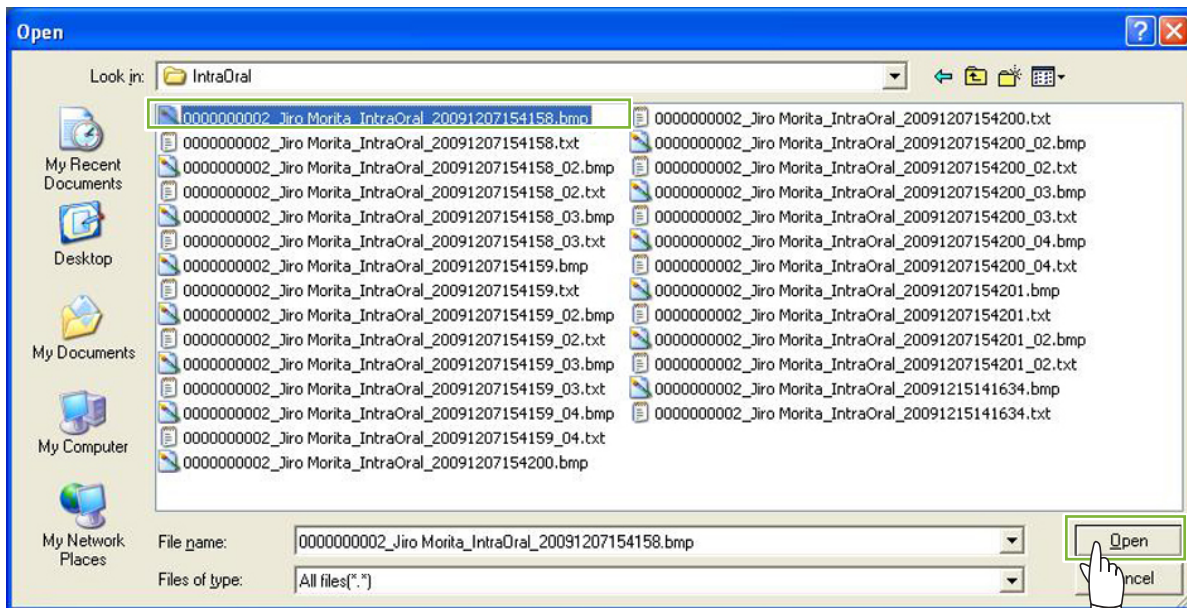 Open
Look in:
IntraOral
My Recent
Documents
Desktop
My Documents
My Computer
My Network
Places
0000000002_Jiro Morita_IntraOral_20091207154158.bmp
0000000002_Jiro Morita_IntraOral_20091207154158.txt
0000000002_Jiro Morita_IntraOral_20091207154158_02.bmp
0000000002_Jiro Morita_IntraOral_20091207154158_02.txt
0000000002_Jiro Morita_IntraOral_20091207154158_03.bmp
0000000002_Jiro Morita_IntraOral_20091207154158_03.txt
0000000002_Jiro Morita_IntraOral_20091207154159.bmp
0000000002_Jiro Morita_IntraOral_20091207154159.txt
0000000002_Jiro Morita_IntraOral_20091207154159_02.bmp
0000000002_Jiro Morita_IntraOral_20091207154159_02.txt
0000000002_Jiro Morita_IntraOral_20091207154159_03.bmp
0000000002_Jiro Morita_IntraOral_20091207154159_03.txt
0000000002_Jiro Morita_IntraOral_20091207154159_04.bmp
0000000002_Jiro Morita_IntraOral_20091207154159_04.txt
0000000002_Jiro Morita_IntraOral_20091207154200.bmp
0000000002_Jiro Morita_IntraOral_20091207154200.txt
0000000002_Jiro Morita_IntraOral_20091207154200_02.bmp
0000000002_Jiro Morita_IntraOral_20091207154200_02.txt
0000000002_Jiro Morita_IntraOral_20091207154200_03.bmp
0000000002_Jiro Morita_IntraOral_20091207154200_03.txt
0000000002_Jiro Morita_IntraOral_20091207154200_04.bmp
0000000002_Jiro Morita_IntraOral_20091207154200_04.txt
0000000002_Jiro Morita_IntraOral_20091207154201.bmp
0000000002_Jiro Morita_IntraOral_20091207154201.txt
0000000002_Jiro Morita_IntraOral_20091207154201_02.bmp
0000000002_Jiro Morita_IntraOral_20091207154201_02.txt
0000000002_Jiro Morita_IntraOral_20091215141634.bmp
0000000002_Jiro Morita_IntraOral_20091215141634.txt
File name:
0000000002_Jiro Morita_IntraOral_20091207154158.bmp
Open
Files of type:
All files(*.*)